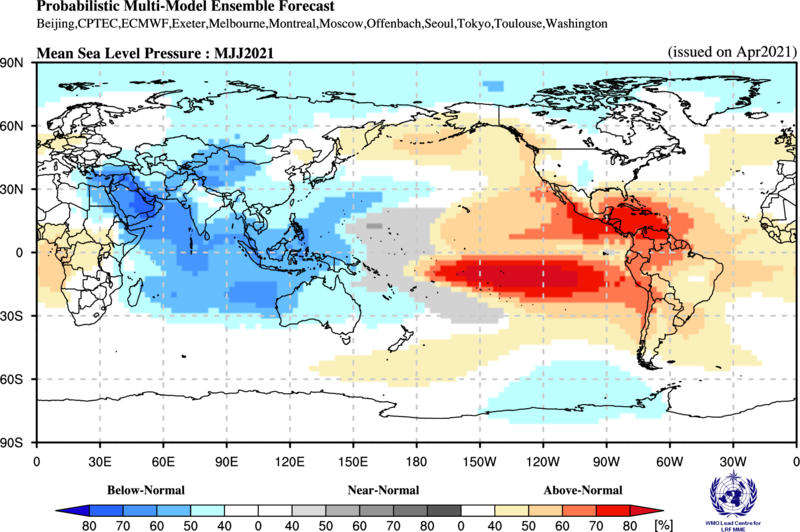 Probabilistic Multi-Model Ensemble Forecast
Beijing,CPTEC,ECMWF,Exeter,Melbourne,Montreal,Moscow,Offenbach,Seoul,Tokyo,Toulouse,Washington
Mean Sea Level Pressure : MJJ2021 (issued on Apr2021)
90N
60N
30N
0
30S
60S
90S
0 30E 60E 90E 120E 150E 180 150W 120W 90W 60W 30W 0
Below-Normal Near-Normal Above-Normal
80 70 60 50 40 0 40 50 60 70 80 0 40 50 60 70 80 [%]
WMO Lead Centre for
LRF MME